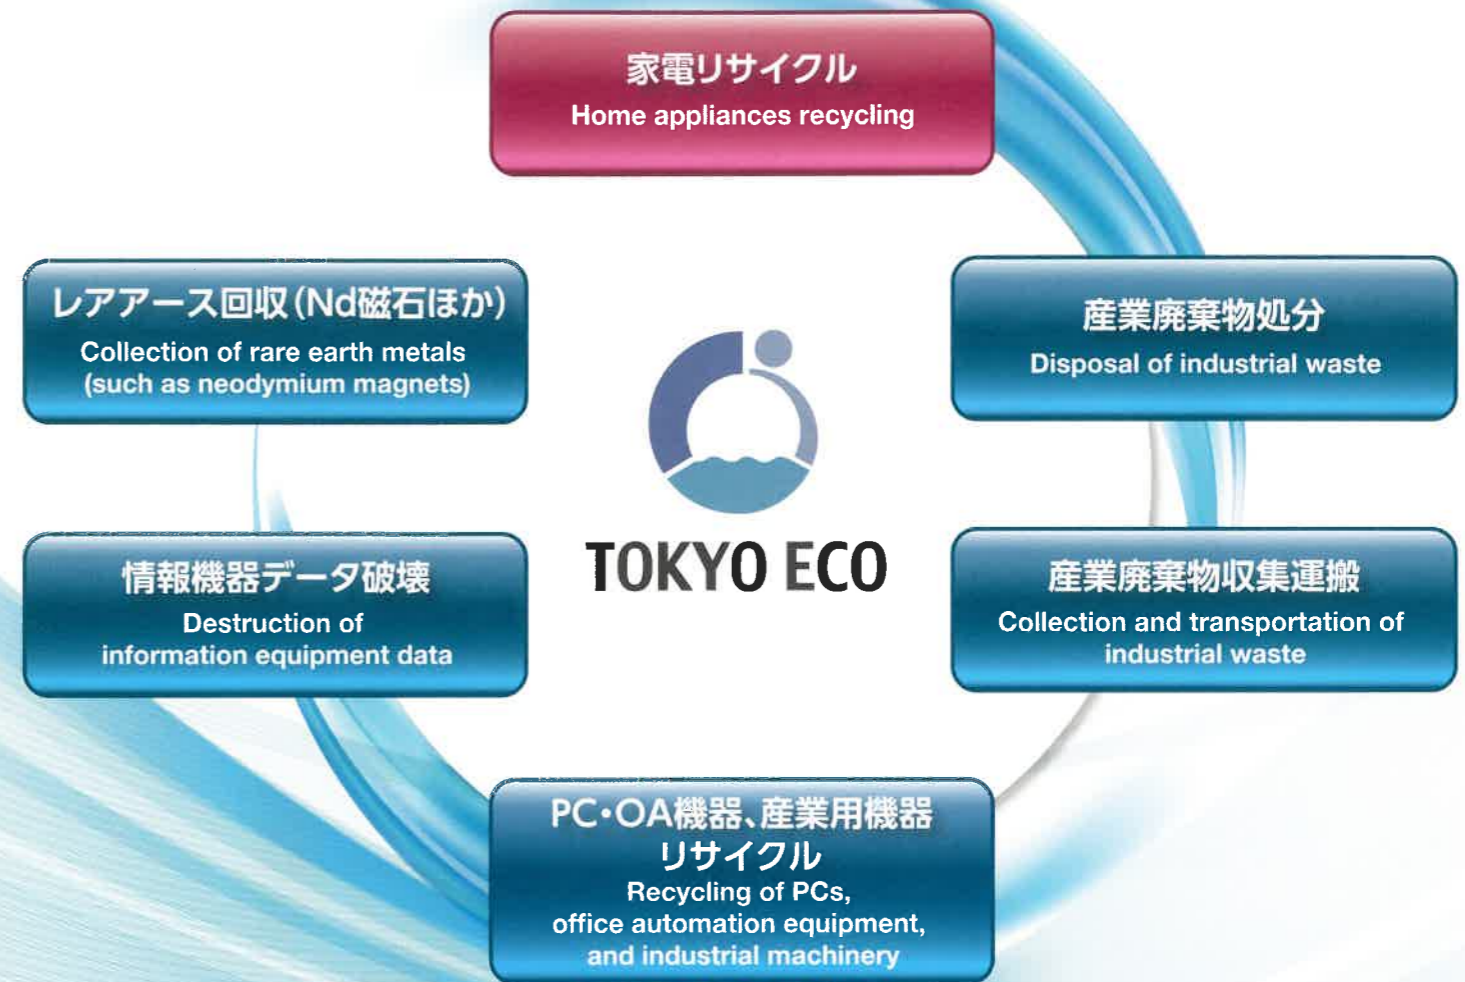 家電リサイクル
Home appliances recycling
レアアース回収(Nd磁石ほか)
Collection of rare earth metals
(such as neodymium magnets)
産業廃棄物処分
Disposal of industrial waste
TOKYO ECO
情報機器データ破壊
Destruction of
information equipment data
産業廃棄物収集運搬
Collection and transportation of
industrial waste
PC・OA機器、産業用機器
リサイクル
Recycling of PCs,
office automation equipment,
and industrial machinery